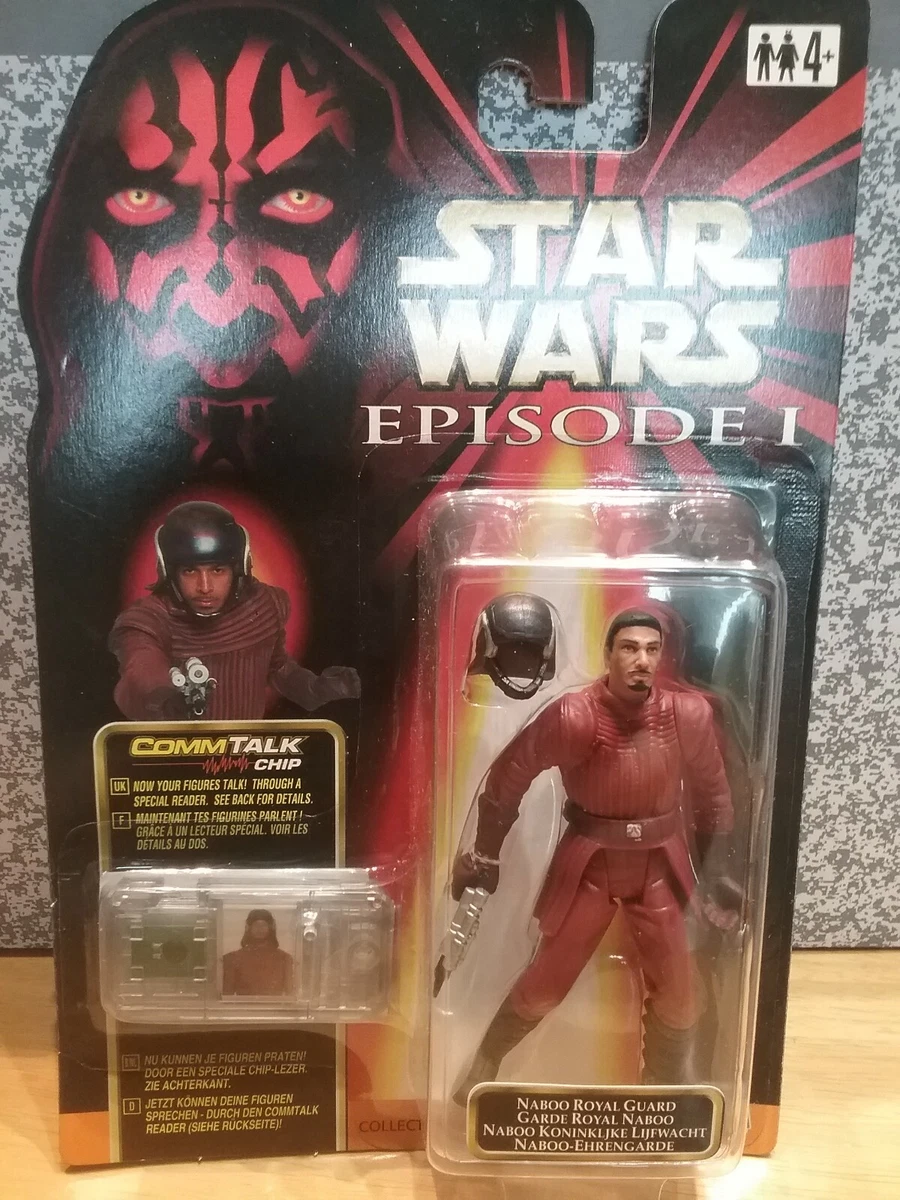 4+
STAR
WARS
EPISODE I
COMMTALK
CHIP
UK NOW YOUR FIGURES TALK! THROUGH A
SPECIAL READER. SEE BACK FOR DETAILS.
F MAINTENANT TES FIGURINES PARLENT!
GRÂCE À UN LECTEUR SPÉCIAL. VOIR LES
DÉTAILS AU DOS.
NU KUNNEN JE FIGUREN PRATEN!
DOOR EEN SPECIALE CHIP-LEZER.
ZIE ACHTERKANT.
D JETZT KÖNNEN DEINE FIGUREN
SPRECHEN - DURCH DEN COMMTALK
READER (SIEHE RÜCKSEITE)!
COLLECT
NABOO ROYAL GUARD
GARDE ROYAL NABOO
NABOO KONINKLIJKE LIJFWACHT
NABOO-EHRENGARDE